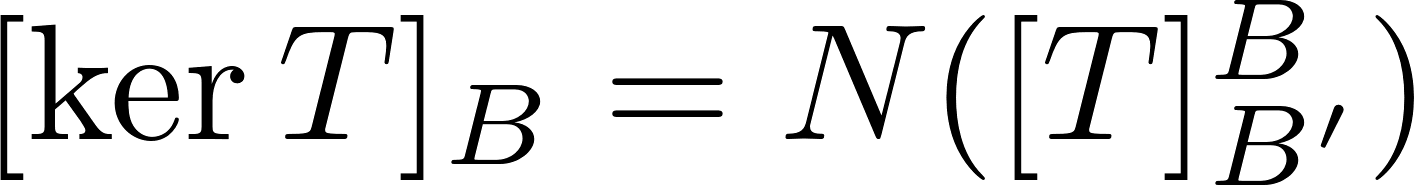 [ker T]_B = N([T]^B_{B'})